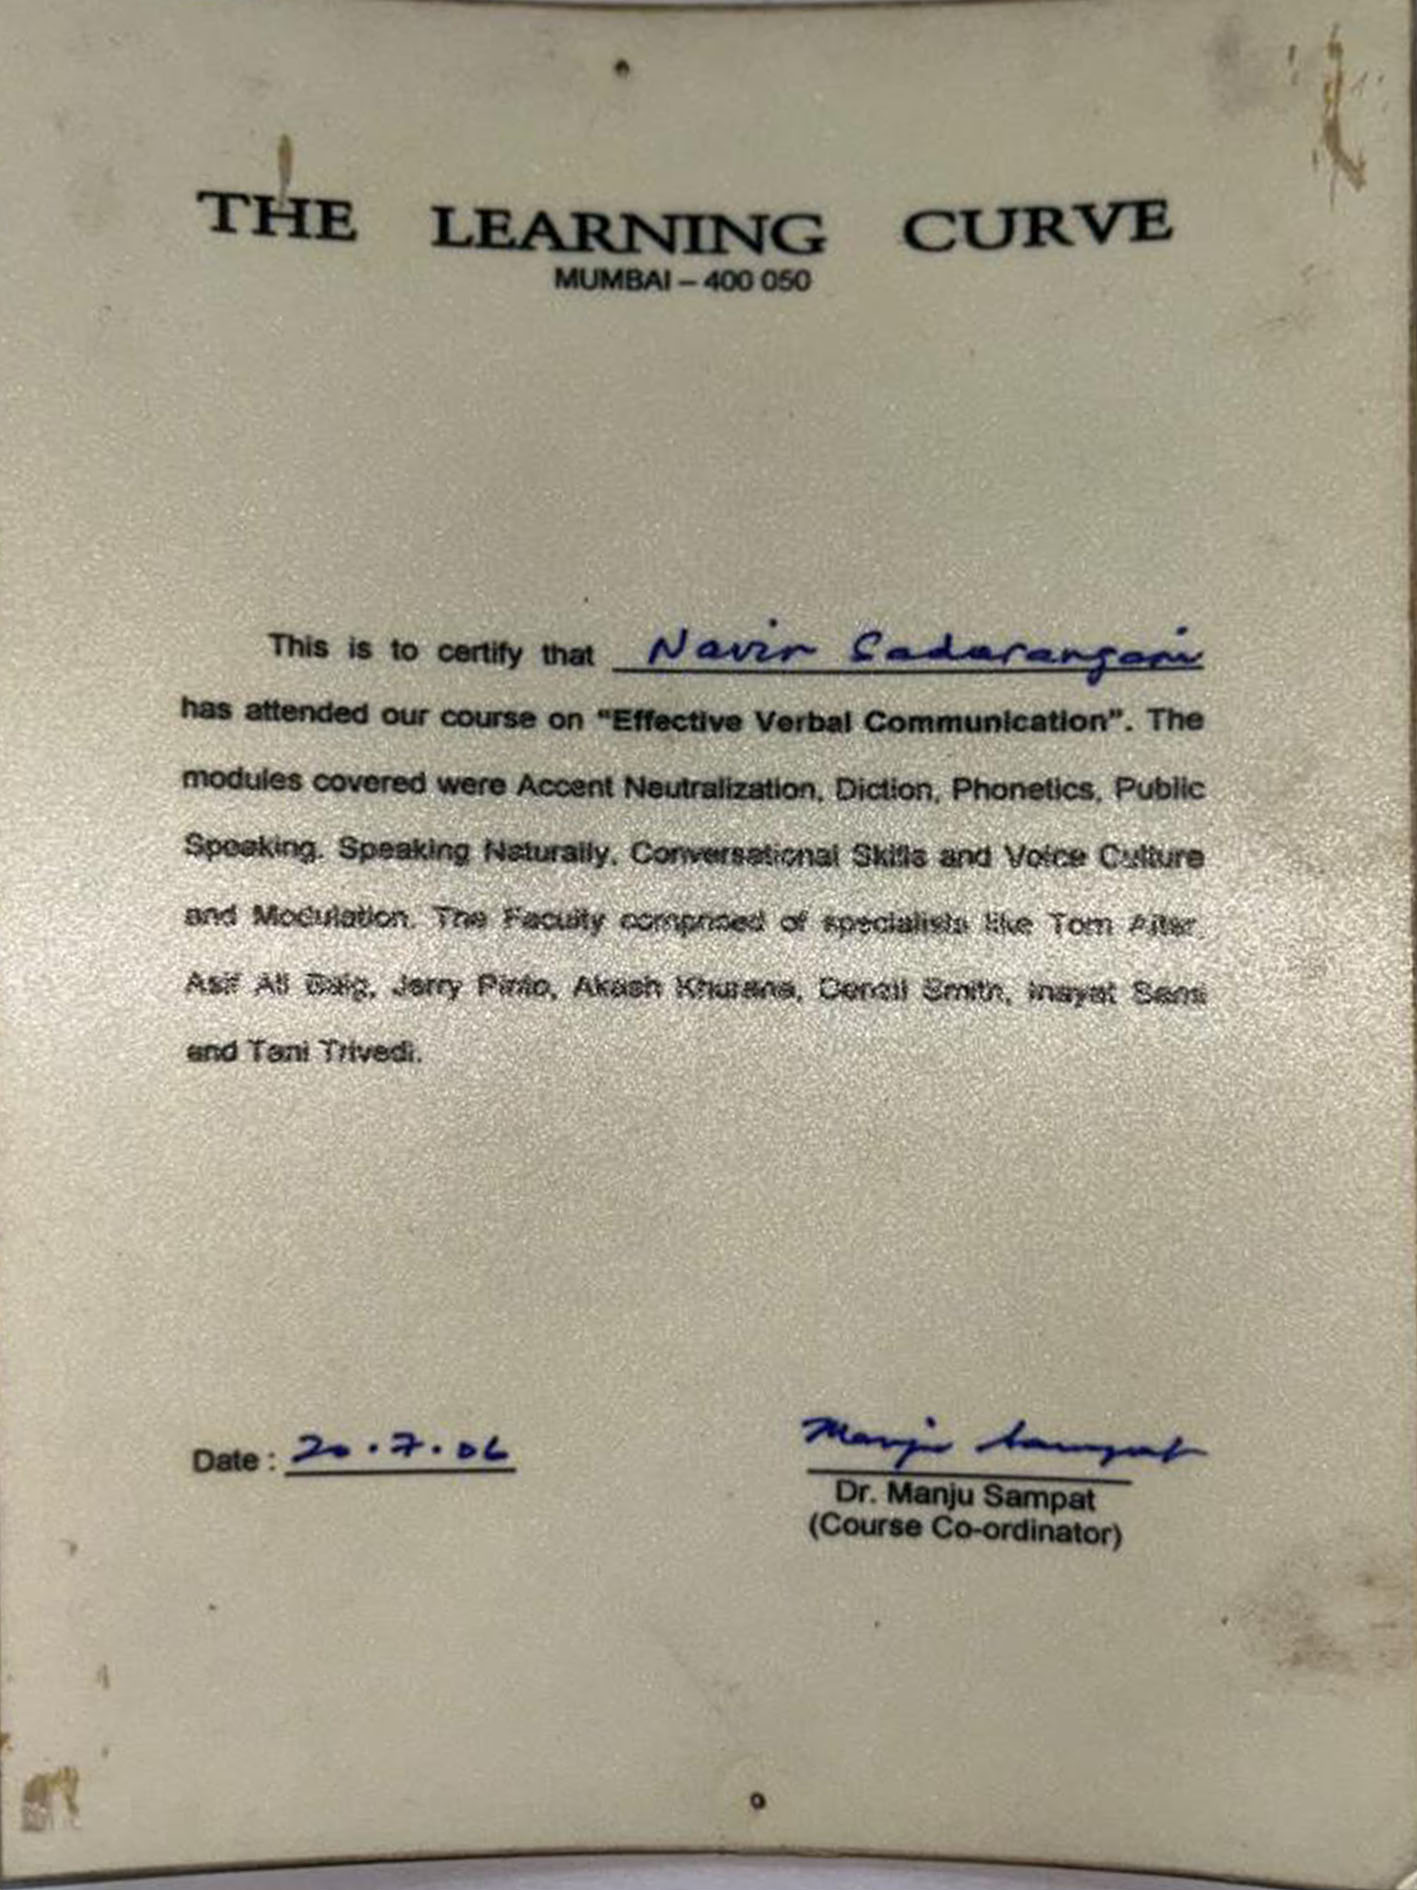 THE LEARNING CURVE
MUMBAI – 400 050
This is to certify that Navin Sadarangani
has attended our course on “Effective Verbal Communication”. The
modules covered were Accent Neutralization, Diction, Phonetics, Public
Speaking, Speaking Naturally, Conversational Skills and Voice Culture
and Modulation. The Faculty comprised of specialists like Tom Alter,
Asif Ali Baig, Jerry Pinto, Akash Khurana, Denzil Smith, Inayat Sami
and Tani Trivedi.
Date : 20.7.06
Manju Sampat
Dr. Manju Sampat
(Course Co-ordinator)